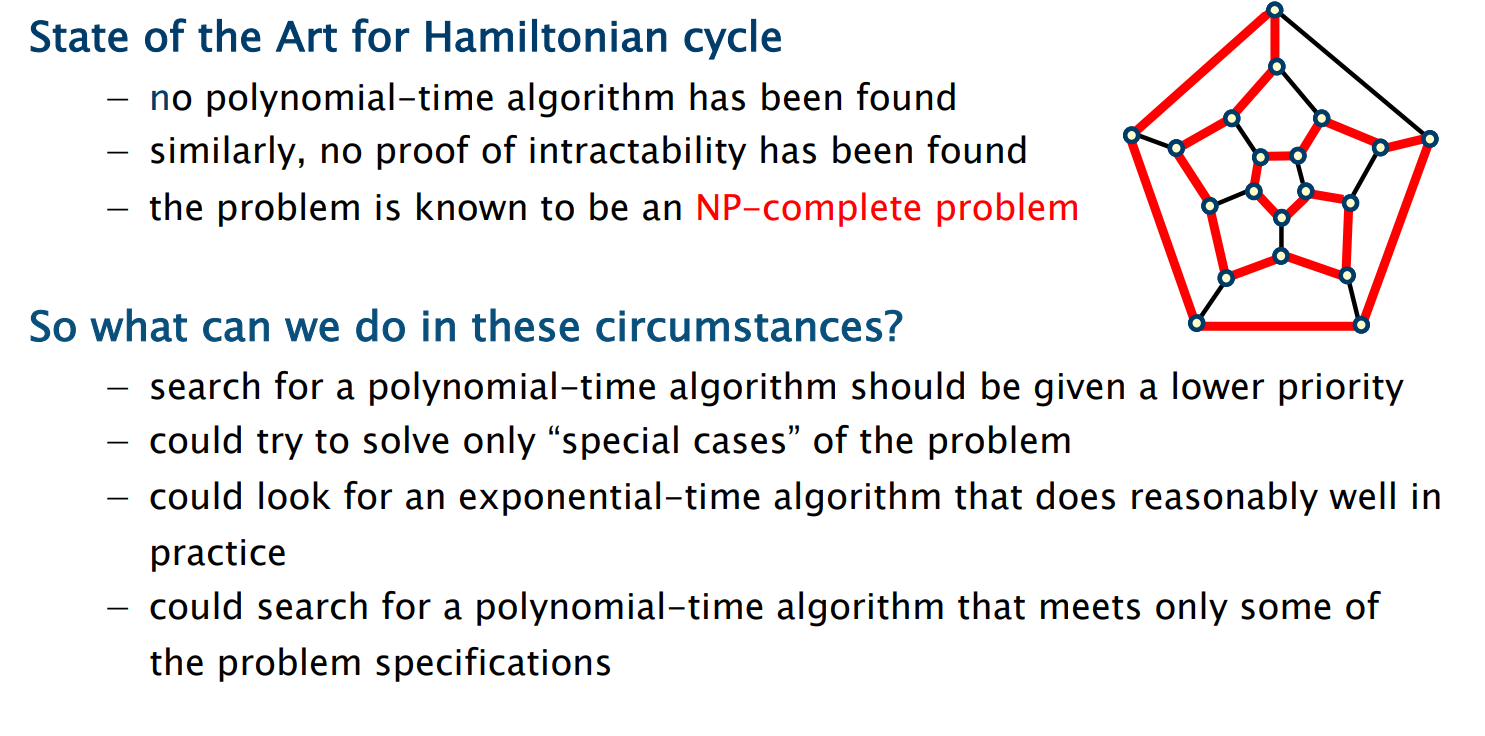 State of the Art for Hamiltonian cycle
– no polynomial-time algorithm has been found
– similarly, no proof of intractability has been found
– the problem is known to be an NP-complete problem
So what can we do in these circumstances?
– search for a polynomial-time algorithm should be given a lower priority
– could try to solve only “special cases” of the problem
– could look for an exponential-time algorithm that does reasonably well in
practice
– could search for a polynomial-time algorithm that meets only some of
the problem specifications